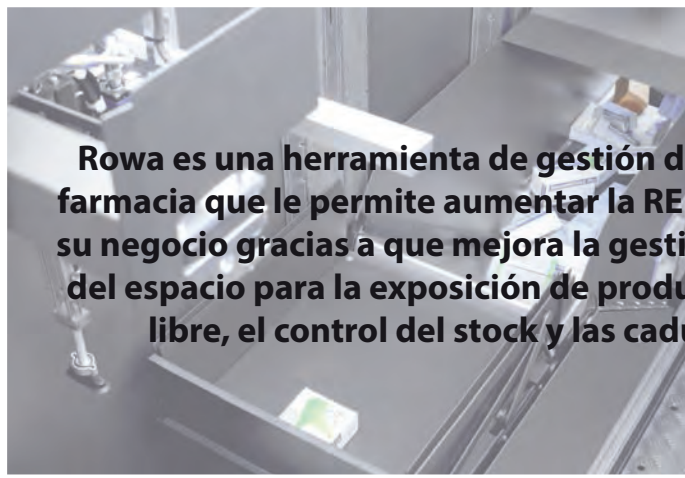 Rowa es una herramienta de gestión d
farmacia que le permite aumentar la RE
su negocio gracias a que mejora la gesti
del espacio para la exposición de produ
libre, el control del stock y las cadu